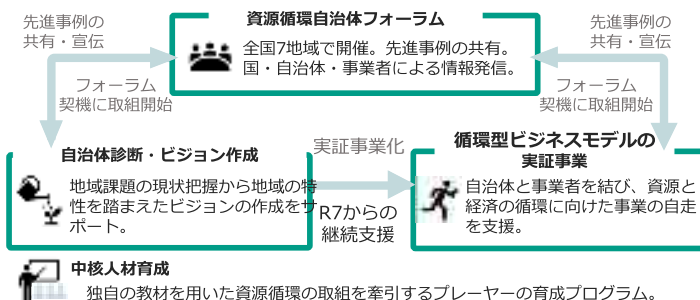 資源循環自治体フォーラム
先進事例の
共有・宣伝
全国7地域で開催。先進事例の共有。
国・自治体・事業者による情報発信。
先進事例の
共有・宣伝
フォーラム
契機に取組開始
フォーラム
契機に取組開始
自治体診断・ビジョン作成
地域課題の現状把握から地域の特
性を踏まえたビジョンの作成をサ
ポート。
実証事業化
R7からの
継続支援
循環型ビジネスモデルの
実証事業
自治体と事業者を結び、資源と
経済の循環に向けた事業の自走
を支援。
中核人材育成
独自の教材を用いた資源循環の取組を牽引するプレーヤーの育成プログラム。